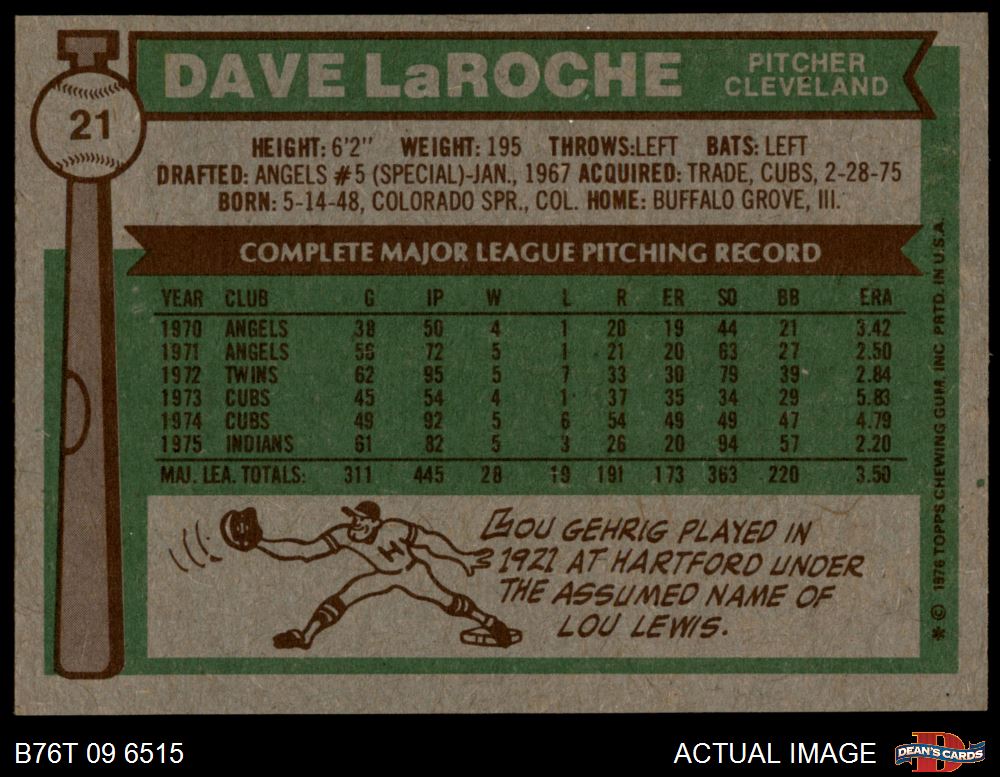 21
DAVE LaROCHE
PITCHER
CLEVELAND
HEIGHT: 6'2" WEIGHT: 195 THROWS:LEFT BATS: LEFT
DRAFTED: ANGELS #5 (SPECIAL)-JAN., 1967 ACQUIRED: TRADE, CUBS, 2-28-75
BORN: 5-14-48, COLORADO SPR., COL. HOME: BUFFALO GROVE, Ill.
COMPLETE MAJOR LEAGUE PITCHING RECORD
YEAR CLUB G IP W L R ER SO BB ERA
1970 ANGELS 38 50 4 1 20 19 44 21 3.42
1971 ANGELS 56 72 5 1 21 20 63 27 2.50
1972 TWINS 62 95 5 7 33 30 79 39 2.84
1973 CUBS 45 54 4 1 37 35 34 29 5.83
1974 CUBS 49 92 5 6 54 49 49 47 4.79
1975 INDIANS 61 82 5 3 26 20 94 57 2.20
MAJ. LEA. TOTALS: 311 445 28 19 191 173 363 220 3.50
H
LOU GEHRIG PLAYED IN
1921 AT HARTFORD UNDER
THE ASSUMED NAME OF
LOU LEWIS.
* © 1976 TOPPS CHEWING GUM, INC PRTD. IN U.S.A.
B76T 09 6515
ACTUAL IMAGE
D
DEAN'S CARDS